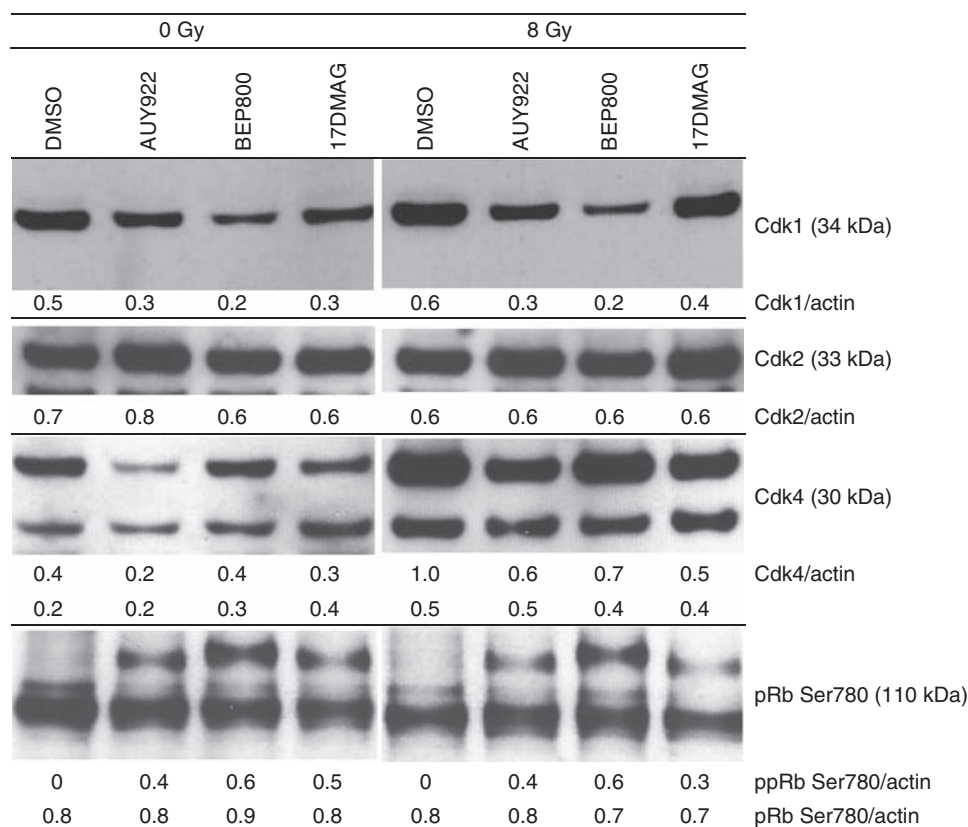 0 Gy 8 Gy
DMSO AUY922 BEP800 17DMAG DMSO AUY922 BEP800 17DMAG
Cdk1 (34 kDa)
0.5 0.3 0.2 0.3 0.6 0.3 0.2 0.4 Cdk1/actin
Cdk2 (33 kDa)
0.7 0.8 0.6 0.6 0.6 0.6 0.6 0.6 Cdk2/actin
Cdk4 (30 kDa)
0.4 0.2 0.4 0.3 1.0 0.6 0.7 0.5 Cdk4/actin
0.2 0.2 0.3 0.4 0.5 0.5 0.4 0.4
pRb Ser780 (110 kDa)
0 0.4 0.6 0.5 0 0.4 0.6 0.3 ppRb Ser780/actin
0.8 0.8 0.9 0.8 0.8 0.8 0.7 0.7 pRb Ser780/actin